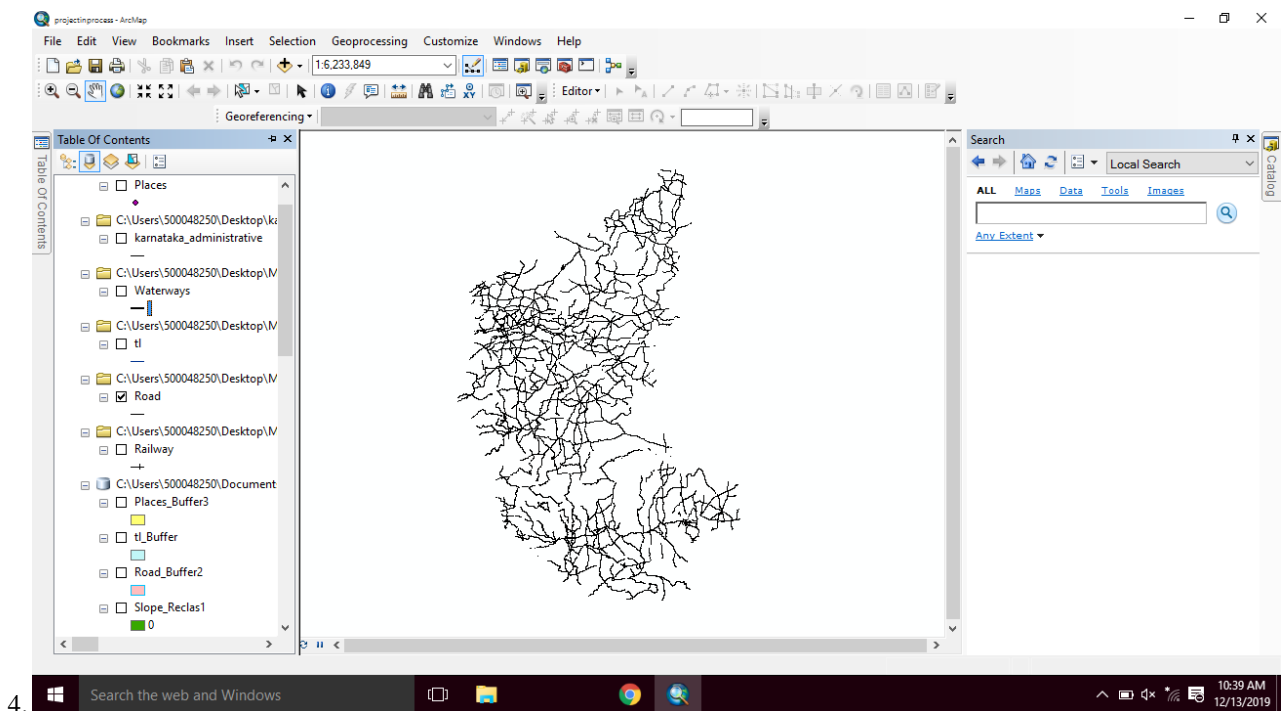 projectinprocess - ArcMap
File Edit View Bookmarks Insert Selection Geoprocessing Customize Windows Help
1:6,233,849
Editor
Georeferencing
Table Of Contents
Table Of Contents
Places
C:\Users\500048250\Desktop\ka
karnataka_administrative
C:\Users\500048250\Desktop\M
Waterways
C:\Users\500048250\Desktop\M
tl
C:\Users\500048250\Desktop\M
Road
C:\Users\500048250\Desktop\M
Railway
C:\Users\500048250\Document
Places_Buffer3
tl_Buffer
Road_Buffer2
Slope_Reclas1
0
Search
Local Search
ALL Maps Data Tools Images
Any Extent
Catalog
4.
Search the web and Windows
10:39 AM
12/13/2019